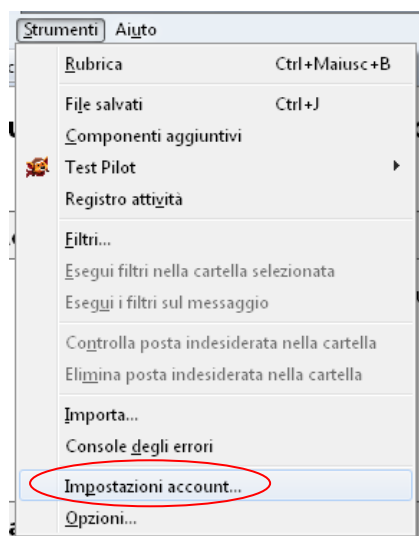 Strumenti Aiuto
Rubrica Ctrl+Maiusc+B
File salvati Ctrl+J
Componenti aggiuntivi
Test Pilot
Registro attività
Filtri...
Esegui filtri nella cartella selezionata
Esegui i filtri sul messaggio
Controlla posta indesiderata nella cartella
Elimina posta indesiderata nella cartella
Importa...
Console degli errori
Impostazioni account...
Opzioni...